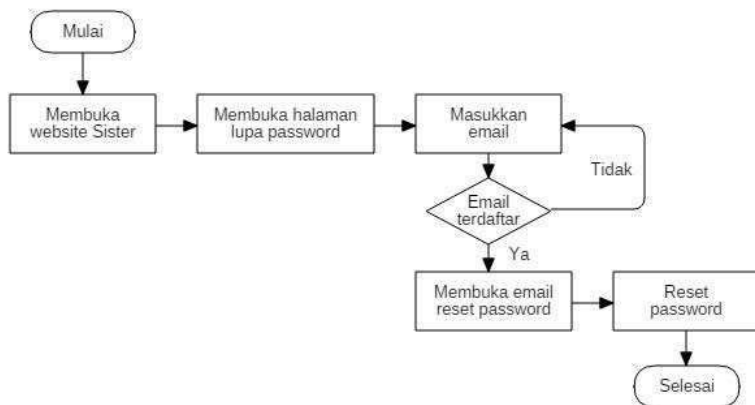 Mulai
Membuka
website Sister
Membuka halaman
lupa password
Masukkan
email
Tidak
Email
terdaftar
Ya
Membuka email
reset password
Reset
password
Selesai